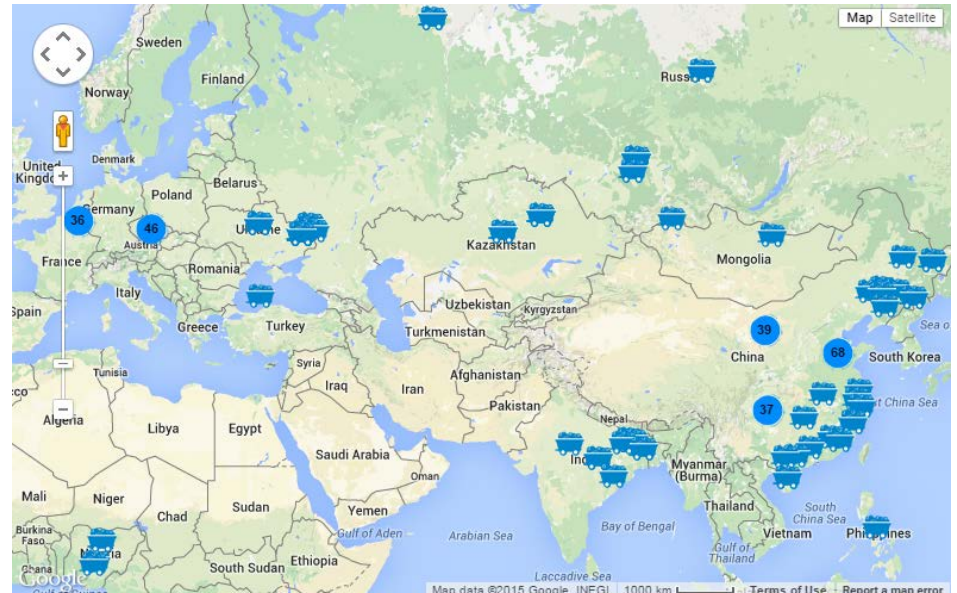 Map Satellite
Sweden
Finland
Norway
Russ
United
Kingdo
Denmark
Belarus
Poland
Germany
36
46
Ukraine
Austria
Kazakhstan
Mongolia
France
Romania
Italy
Spain
Uzbekistan
Kyrgyzstan
Greece
Turkey
Turkmenistan
39
China
68
South Korea
Sea o
Syria
Tunisia
Afghanistan
Iraq
Iran
Pakistan
37
st China Sea
Algeria
Libya
Egypt
Nepal
Saudi Arabia
Oman
Myanmar
(Burma)
Mali
Niger
Chad
Sudan
Yemen
Thailand
South
China Sea
Burkina
Faso
Gulf of Aden
Arabian Sea
Bay of Bengal
Vietnam
Philippines
Gulf of
Thailand
Ghana
South Sudan
Ethiopia
Google
Laccadive Sea
Map data ©2015 Google, INEGI 1000 km Terms of Use Report a map error